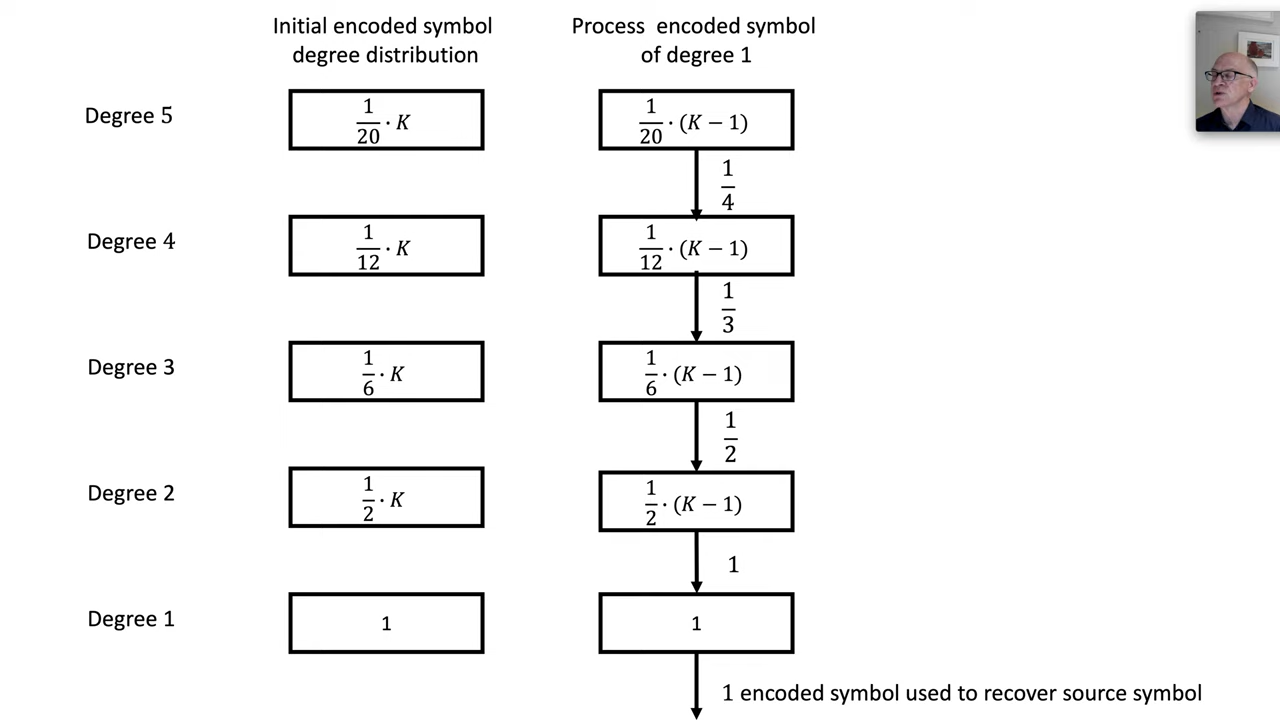 Initial encoded symbol
degree distribution
Process encoded symbol
of degree 1
Degree 5
1/20 · K
1/20 · (K − 1)
1/4
Degree 4
1/12 · K
1/12 · (K − 1)
1/3
Degree 3
1/6 · K
1/6 · (K − 1)
1/2
Degree 2
1/2 · K
1/2 · (K − 1)
1
Degree 1
1
1
1 encoded symbol used to recover source symbol